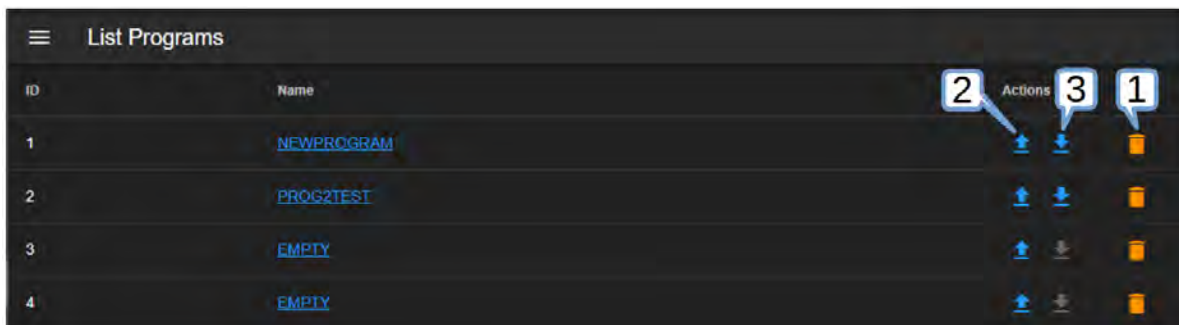 List Programs
ID Name Actions
2 3 1
1 NEWPROGRAM
2 PROG2TEST
3 EMPTY
4 EMPTY